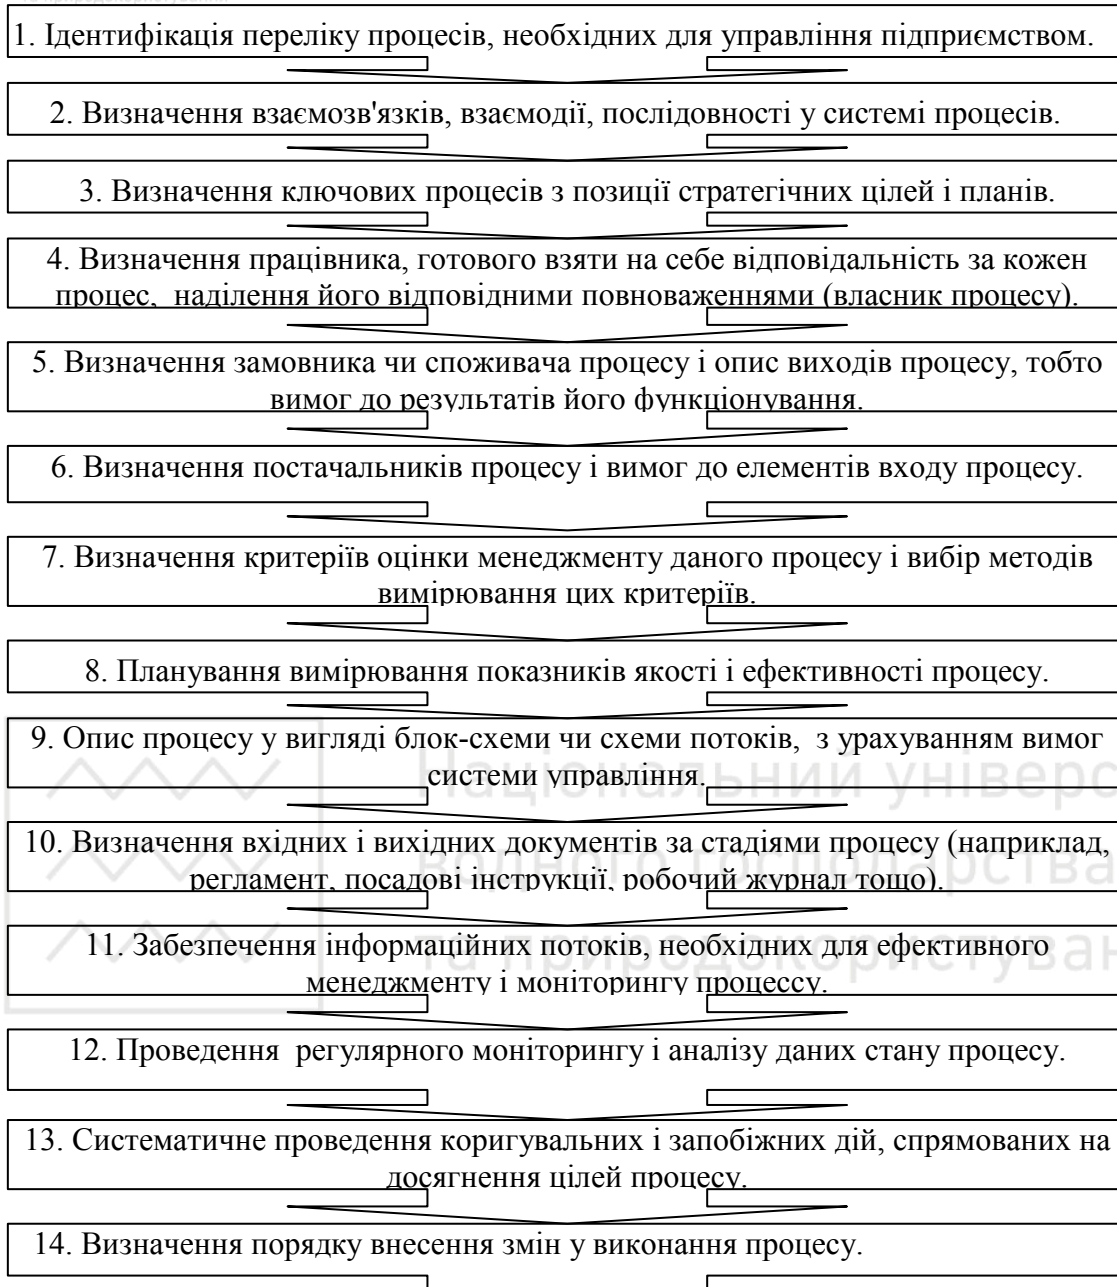 1. Ідентифікація переліку процесів, необхідних для управління підприємством.
2. Визначення взаємозв'язків, взаємодії, послідовності у системі процесів.
3. Визначення ключових процесів з позиції стратегічних цілей і планів.
4. Визначення працівника, готового взяти на себе відповідальність за кожен
процес, наділення його відповідними повноваженнями (власник процесу).
5. Визначення замовника чи споживача процесу і опис виходів процесу, тобто
вимог до результатів його функціонування.
6. Визначення постачальників процесу і вимог до елементів входу процесу.
7. Визначення критеріїв оцінки менеджменту даного процесу і вибір методів
вимірювання цих критеріїв.
8. Планування вимірювання показників якості і ефективності процесу.
9. Опис процесу у вигляді блок-схеми чи схеми потоків, з урахуванням вимог
системи управління.
Національний універс
10. Визначення вхідних і вихідних документів за стадіями процесу (наприклад,
регламент, посадові інструкції, робочий журнал тощо).
водного господарства
11. Забезпечення інформаційних потоків, необхідних для ефективного
менеджменту і моніторингу процессу.
та природокористуван
12. Проведення регулярного моніторингу і аналізу даних стану процесу.
13. Систематичне проведення коригувальних і запобіжних дій, спрямованих на
досягнення цілей процесу.
14. Визначення порядку внесення змін у виконання процесу.